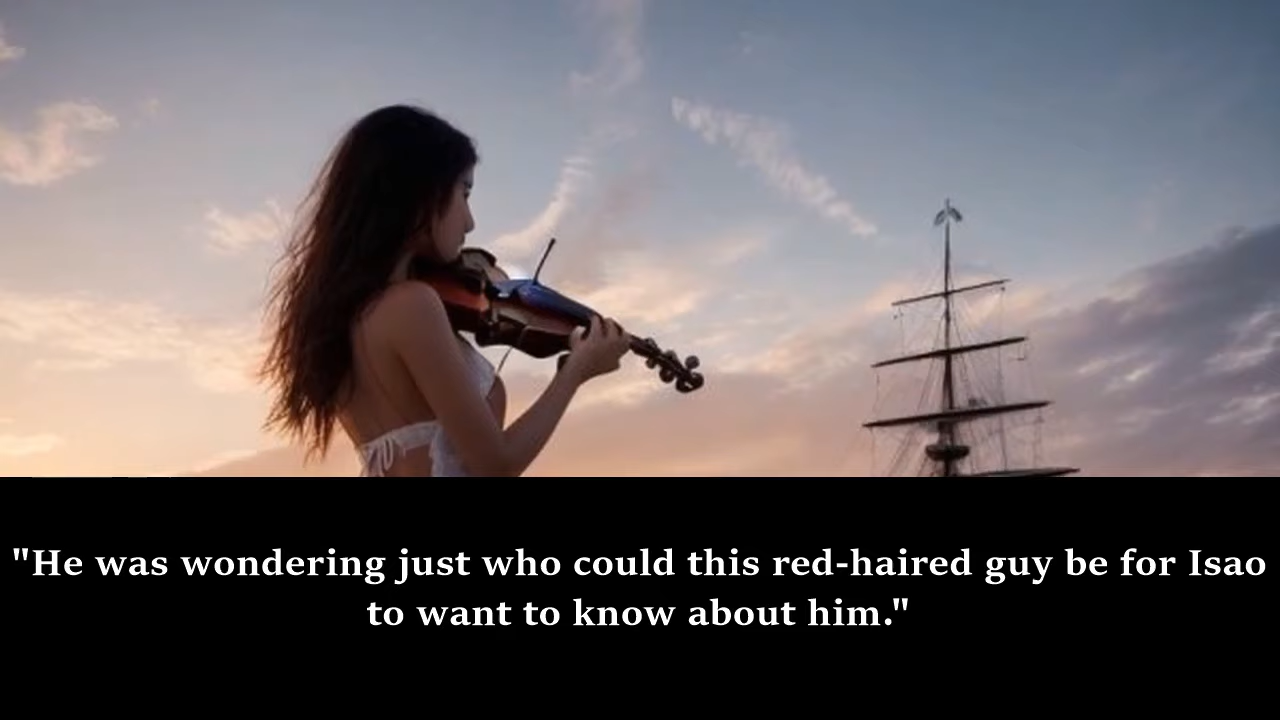 "He was wondering just who could this red-haired guy be for Isao
to want to know about him."